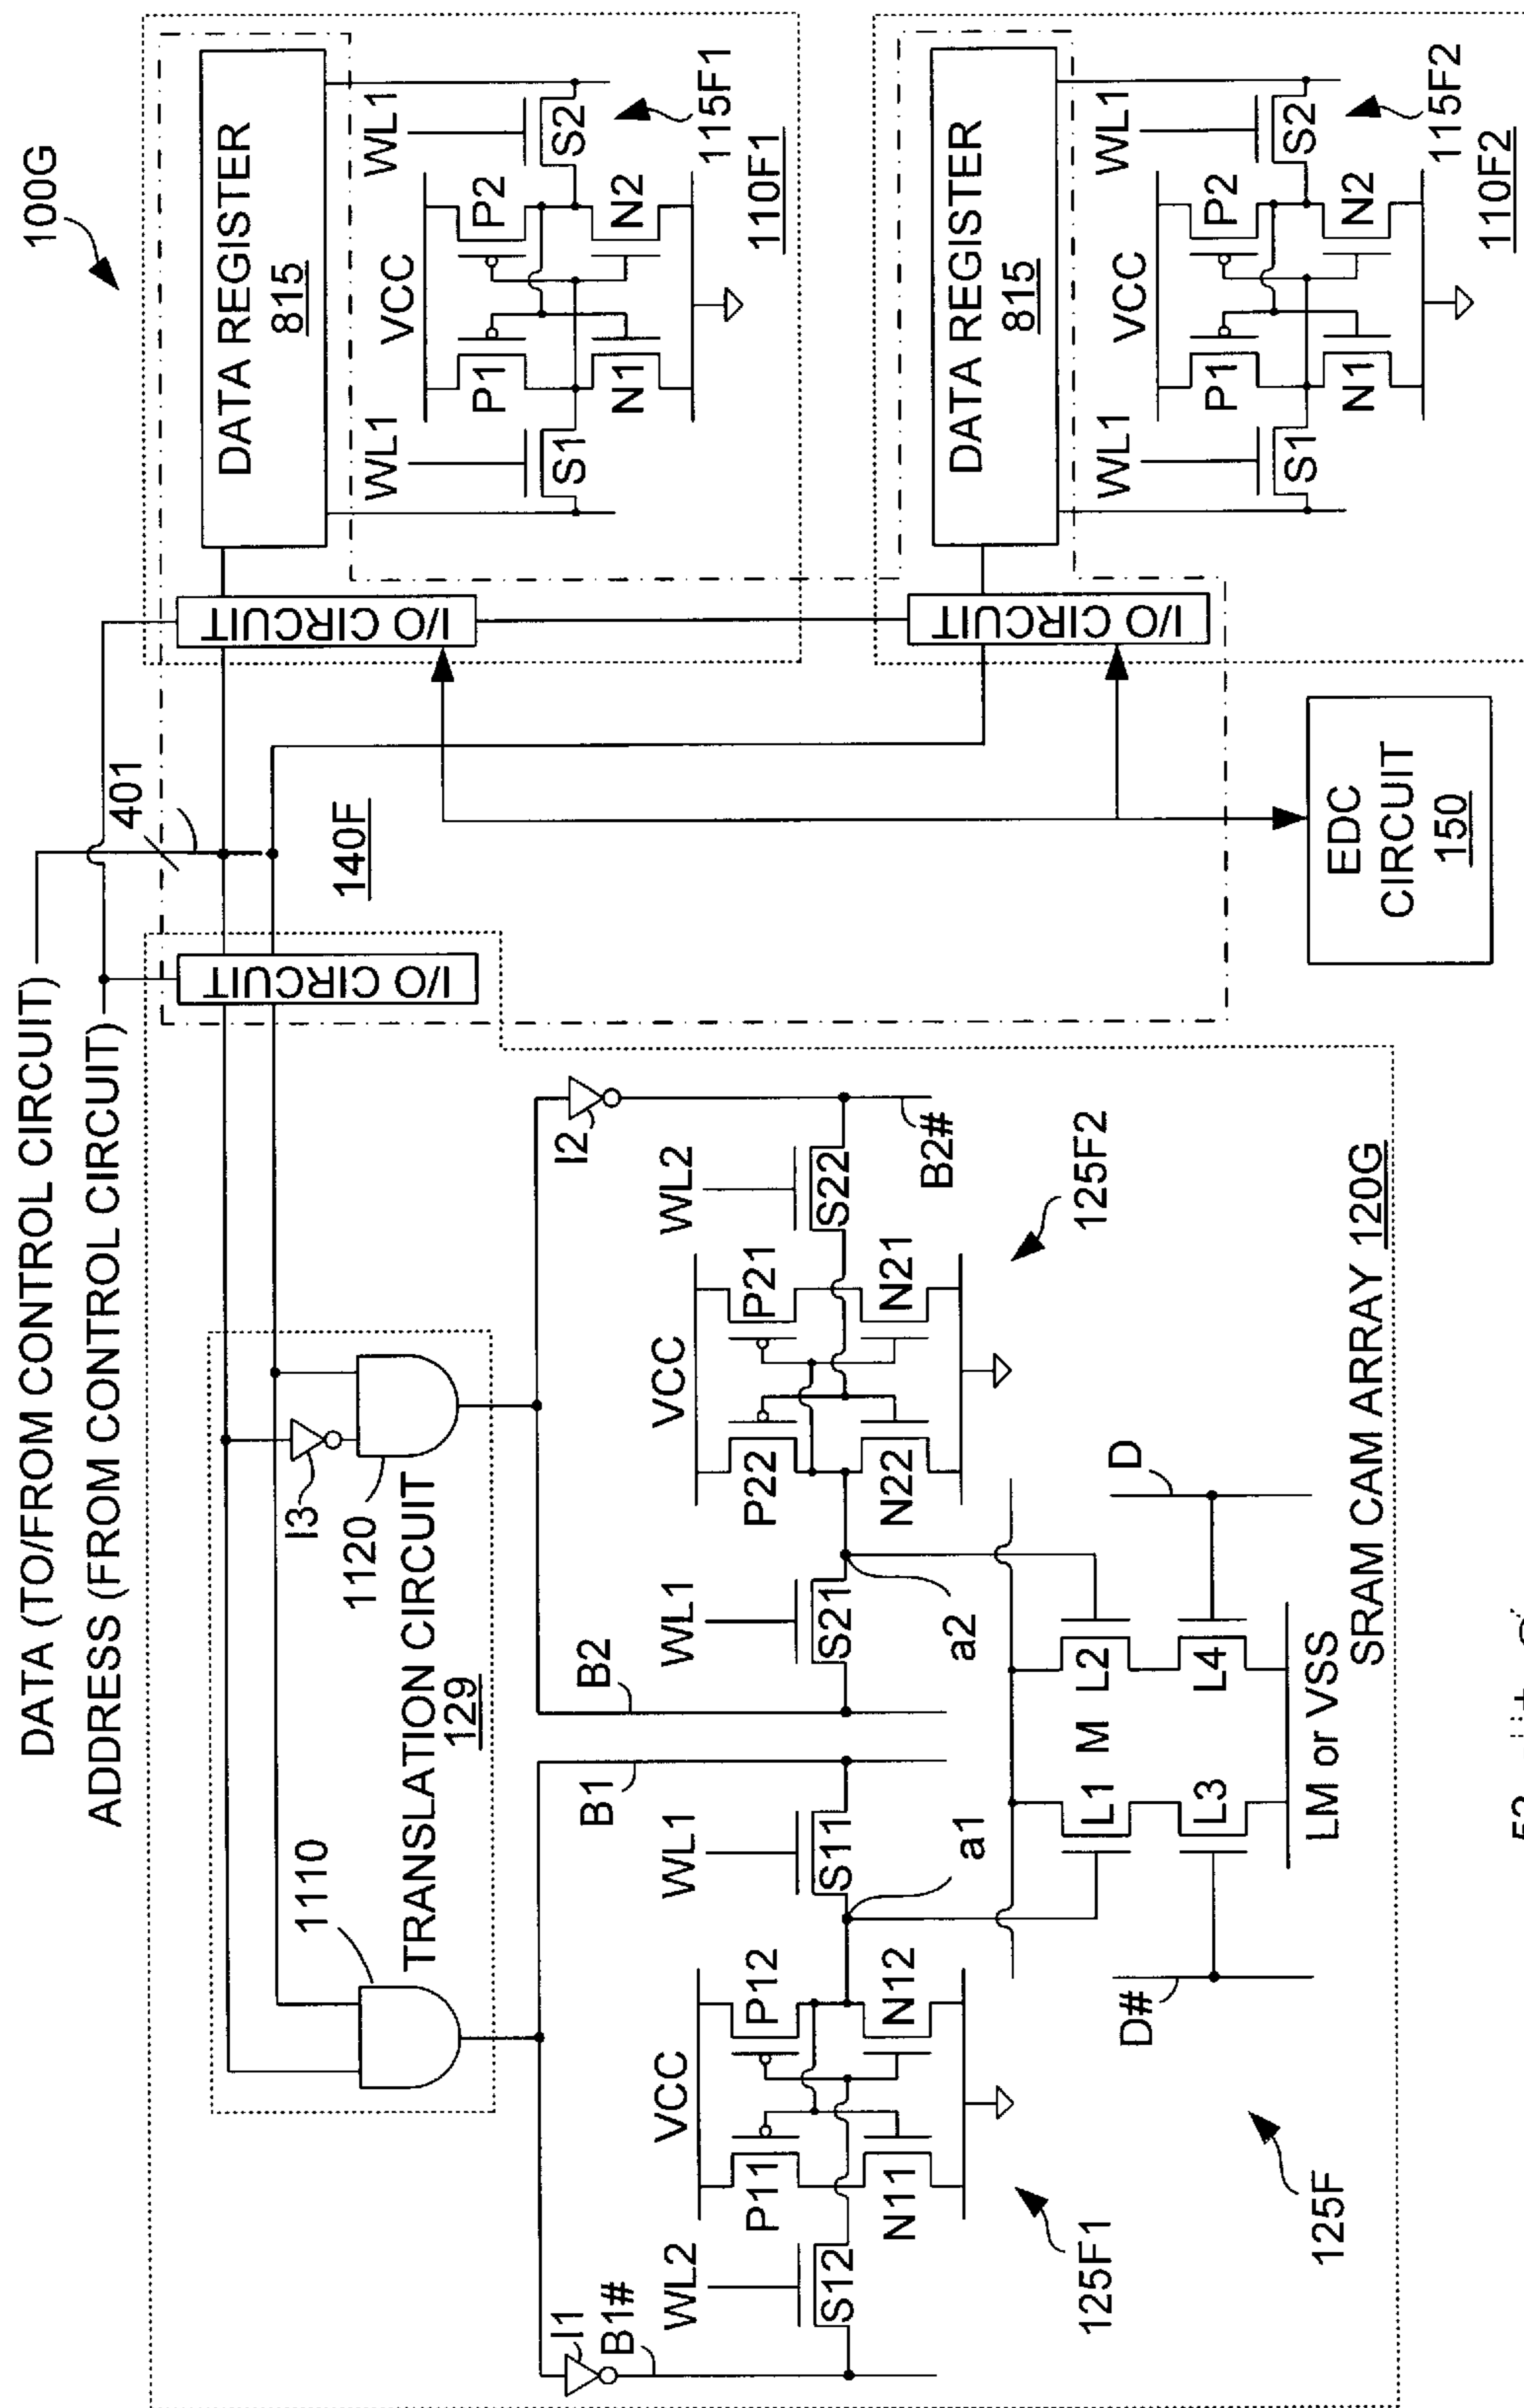 100G
DATA (TO/FROM CONTROL CIRCUIT)
ADDRESS (FROM CONTROL CIRCUIT)
401
140F
I/O CIRCUIT
I/O CIRCUIT
I/O CIRCUIT
DATA REGISTER
815
WL1
VCC
WL1
S1
P1
P2
S2
N1
N2
115F1
110F1
DATA REGISTER
815
WL1
VCC
WL1
S1
P1
P2
S2
N1
N2
115F2
110F2
EDC
CIRCUIT
150
1110
I3
1120
TRANSLATION CIRCUIT
129
I1
B1#
WL2
S12
VCC
P11
P12
N11
N12
WL1
S11
B1
a1
125F1
B2
WL1
S21
a2
VCC
P22
P21
N22
N21
WL2
S22
I2
B2#
125F2
D#
L1
M
L2
L3
L4
D
LM or VSS
125F
SRAM CAM ARRAY 120G